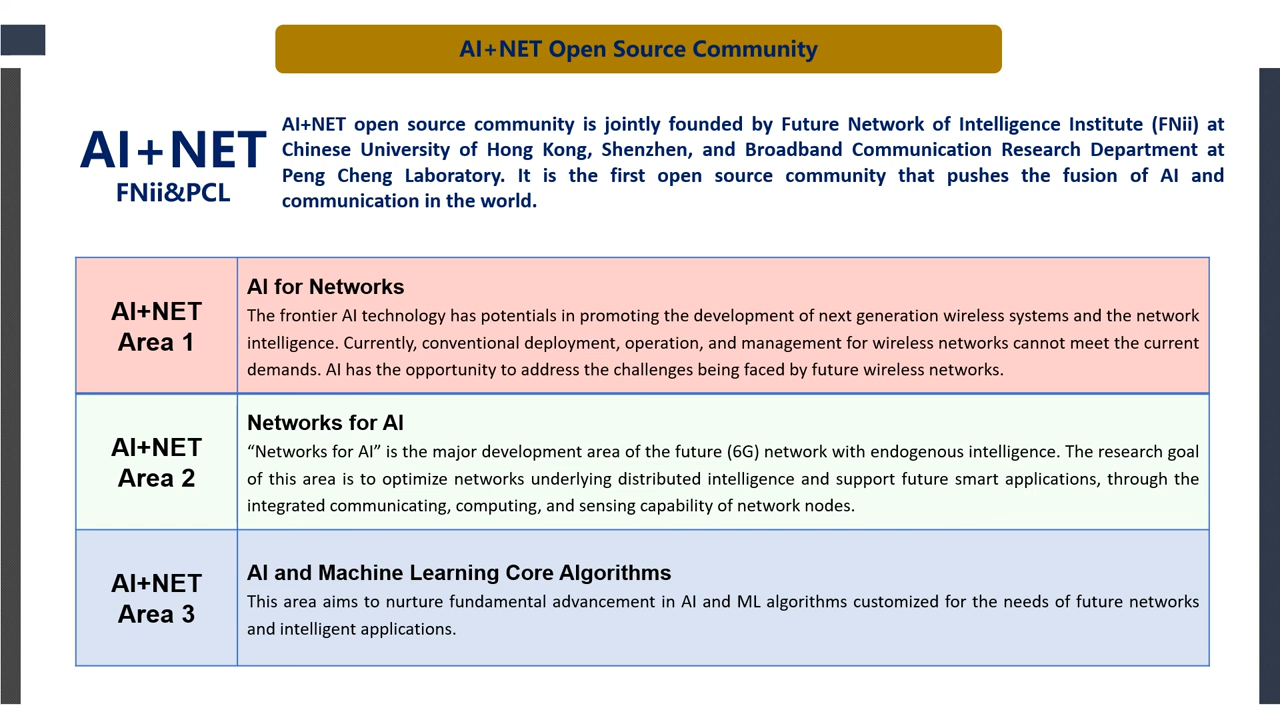 AI+NET Open Source Community
AI+NET
FNii&PCL
AI+NET open source community is jointly founded by Future Network of Intelligence Institute (FNii) at
Chinese University of Hong Kong, Shenzhen, and Broadband Communication Research Department at
Peng Cheng Laboratory. It is the first open source community that pushes the fusion of AI and
communication in the world.
AI+NET
Area 1
AI for Networks
The frontier AI technology has potentials in promoting the development of next generation wireless systems and the network
intelligence. Currently, conventional deployment, operation, and management for wireless networks cannot meet the current
demands. AI has the opportunity to address the challenges being faced by future wireless networks.
AI+NET
Area 2
Networks for AI
“Networks for AI” is the major development area of the future (6G) network with endogenous intelligence. The research goal
of this area is to optimize networks underlying distributed intelligence and support future smart applications, through the
integrated communicating, computing, and sensing capability of network nodes.
AI+NET
Area 3
AI and Machine Learning Core Algorithms
This area aims to nurture fundamental advancement in AI and ML algorithms customized for the needs of future networks
and intelligent applications.